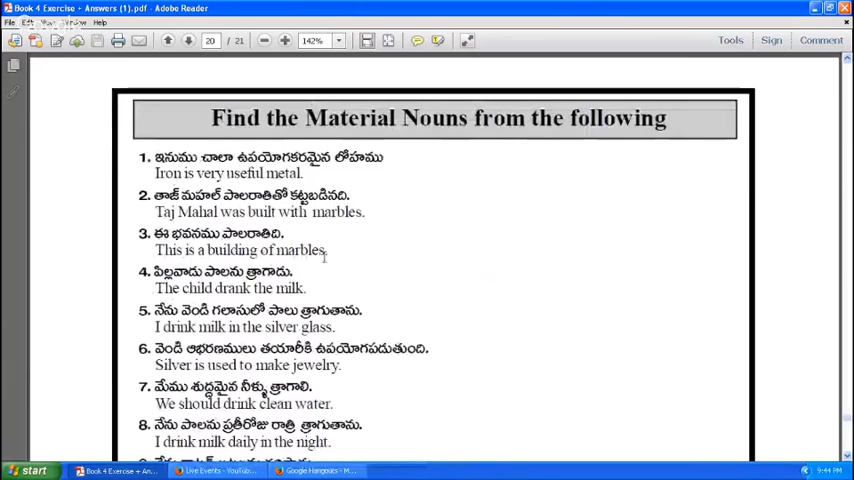 Book 4 Exercise + Answers (1).pdf - Adobe Reader
File Edit View Window Help
20 / 21 142% Tools Sign Comment
Find the Material Nouns from the following
1. ఇనుము చాలా ఉపయోగకరమైన లోహము
Iron is very useful metal.
2. తాజ్ మహల్ పాలరాతితో కట్టబడినది.
Taj Mahal was built with marbles.
3. ఈ భవనము పాలరాతిది.
This is a building of marbles.
4. పిల్లవాడు పాలను త్రాగాడు.
The child drank the milk.
5. నేను వెండి గలాసులో పాలు త్రాగుతాను.
I drink milk in the silver glass.
6. వెండి ఆభరణములు తయారీకి ఉపయోగపడుతుంది.
Silver is used to make jewelry.
7. మేము శుద్ధమైన నీళ్ళు త్రాగాలి.
We should drink clean water.
8. నేను పాలను ప్రతీరోజు రాత్రి త్రాగుతాను.
I drink milk daily in the night.
start Book 4 Exercise + An... Live Events - YouTub... Google Hangouts - M... 9:44 PM